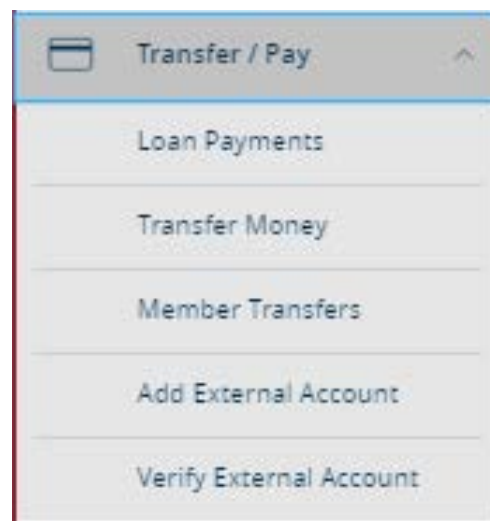 Transfer / Pay
Loan Payments
Transfer Money
Member Transfers
Add External Account
Verify External Account